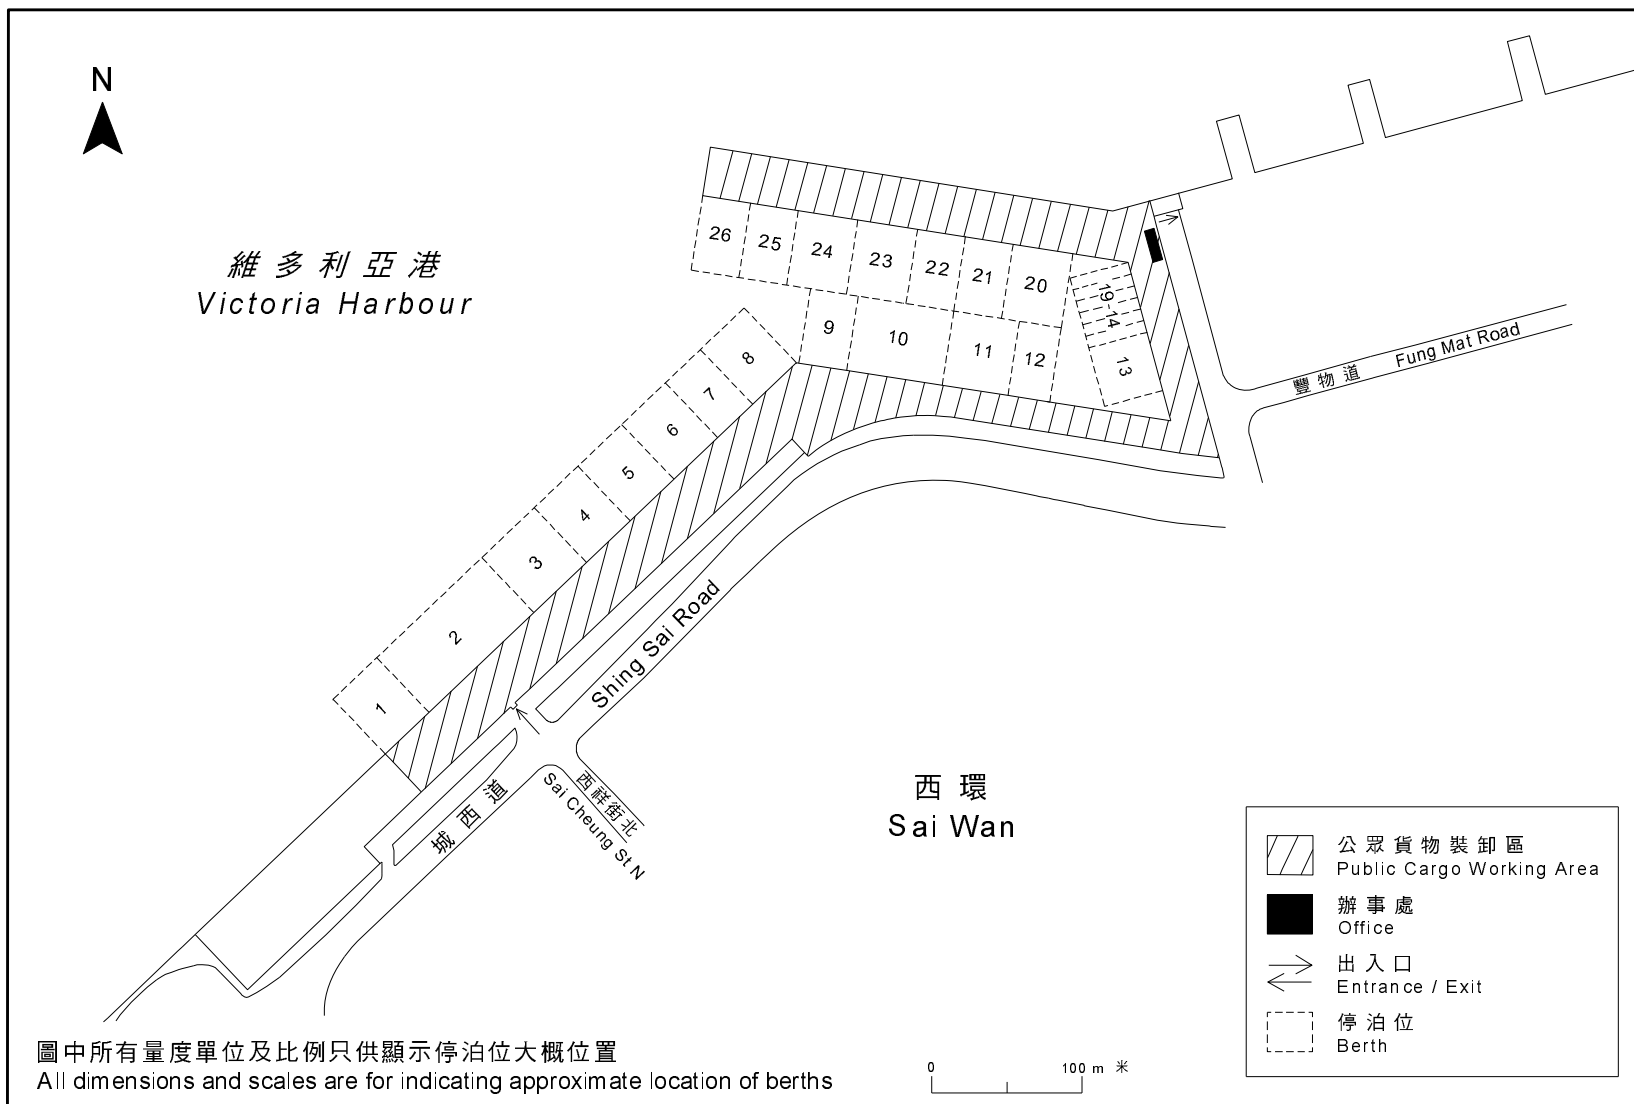 N
維多利亞港
Victoria Harbour
26
25
24
23
22
21
20
19-14
13
9
10
11
12
8
7
6
5
4
3
2
1
豐物道 Fung Mat Road
Shing Sai Road
城西道
西祥街北
Sai Cheung St N
西環
Sai Wan
公眾貨物裝卸區
Public Cargo Working Area
辦事處
Office
出入口
Entrance / Exit
停泊位
Berth
圖中所有量度單位及比例只供顯示停泊位大概位置
All dimensions and scales are for indicating approximate location of berths
0 100 m 米